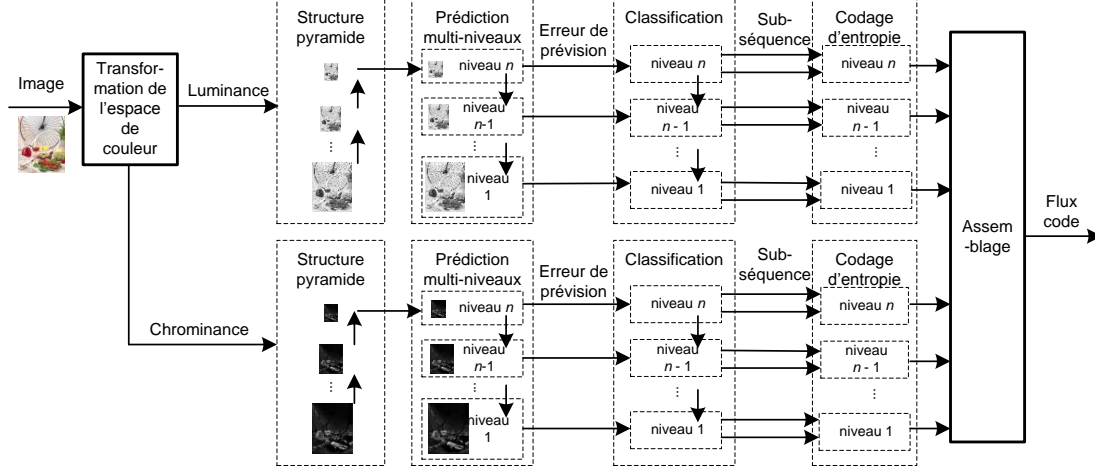 Image
Transfor-
mation de
l'espace
de
couleur
Luminance
Chrominance
Structure
pyramide
...
Prédiction
multi-niveaux
niveau n
niveau
n-1
...
niveau
1
Erreur de
prévision
Classification
niveau n
niveau
n - 1
...
niveau 1
Sub-
séquence
Codage
d'entropie
niveau n
niveau
n - 1
...
niveau 1
Structure
pyramide
...
Prédiction
multi-niveaux
niveau n
niveau
n-1
...
niveau
1
Erreur de
prévision
Classification
niveau n
niveau
n - 1
...
niveau 1
Sub-
séquence
Codage
d'entropie
niveau n
niveau
n - 1
...
niveau 1
Assem
-blage
Flux
code